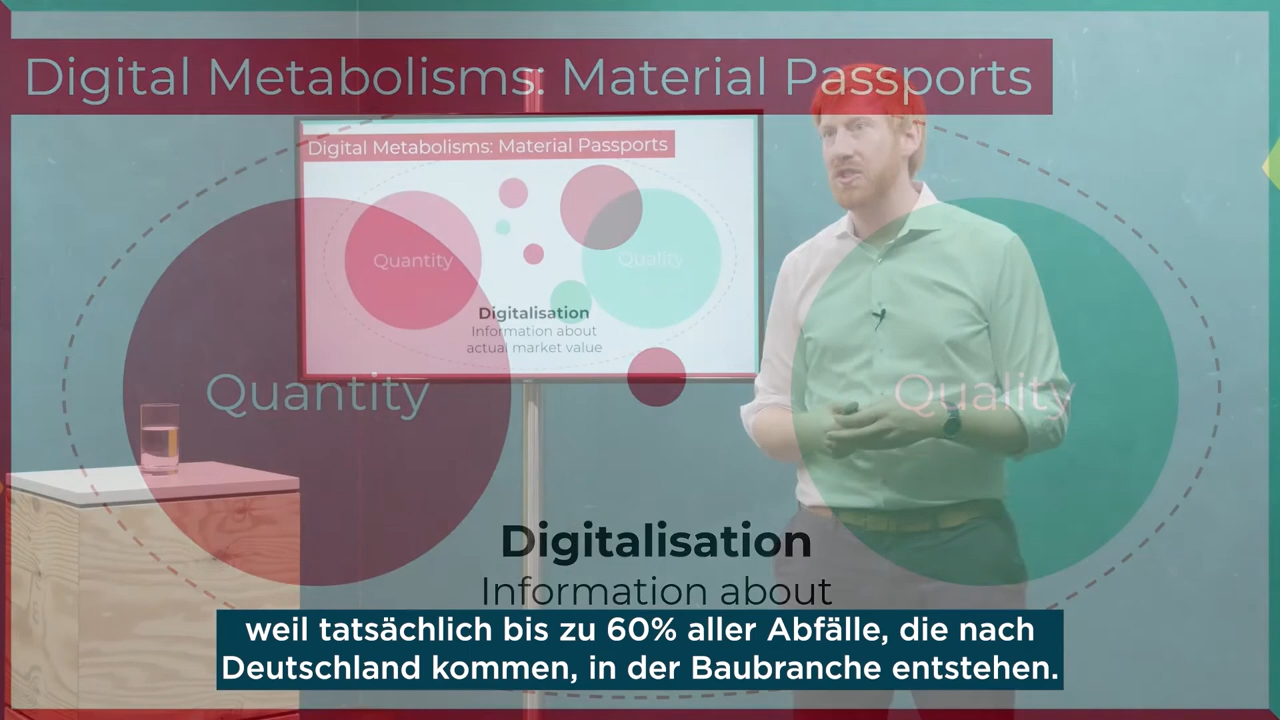 Digital Metabolisms: Material Passports
Digital Metabolisms: Material Passports
Quantity
Quality
Digitalisation
Information about
actual market value
Quantity
Quality
Digitalisation
Information about
weil tatsächlich bis zu 60% aller Abfälle, die nach
Deutschland kommen, in der Baubranche entstehen.